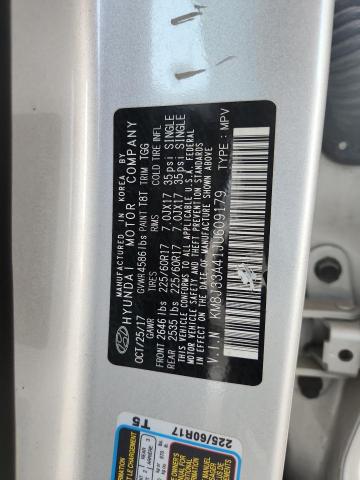 MANUFACTURED IN KOREA BY
HYUNDAI MOTOR COMPANY
OCT/25/17 GVWR 4586 lbs PAINT T8T TRIM TGG
GAWR TIRES RIMS COLD TIRE INFL
FRONT 2646 lbs 225/60R17 7.0JX17 35psi SINGLE
REAR 2535 lbs 225/60R17 7.0JX17 35psi SINGLE
THIS VEHICLE CONFORMS TO ALL APPLICABLE U.S.A. FEDERAL
MOTOR VEHICLE SAFETY AND THEFT PREVENTION STANDARDS
IN EFFECT ON THE DATE OF MANUFACTURE SHOWN ABOVE
V.I.N : KM8J33A41JU609179 TYPE : MPV
225/60R17
T5